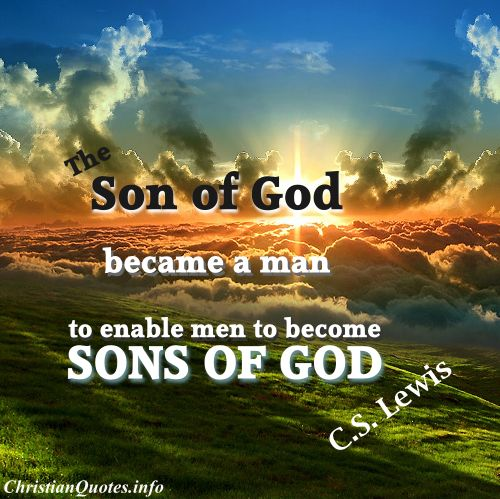 The
Son of God
became a man
to enable men to become
SONS OF GOD
C.S. Lewis
ChristianQuotes.info